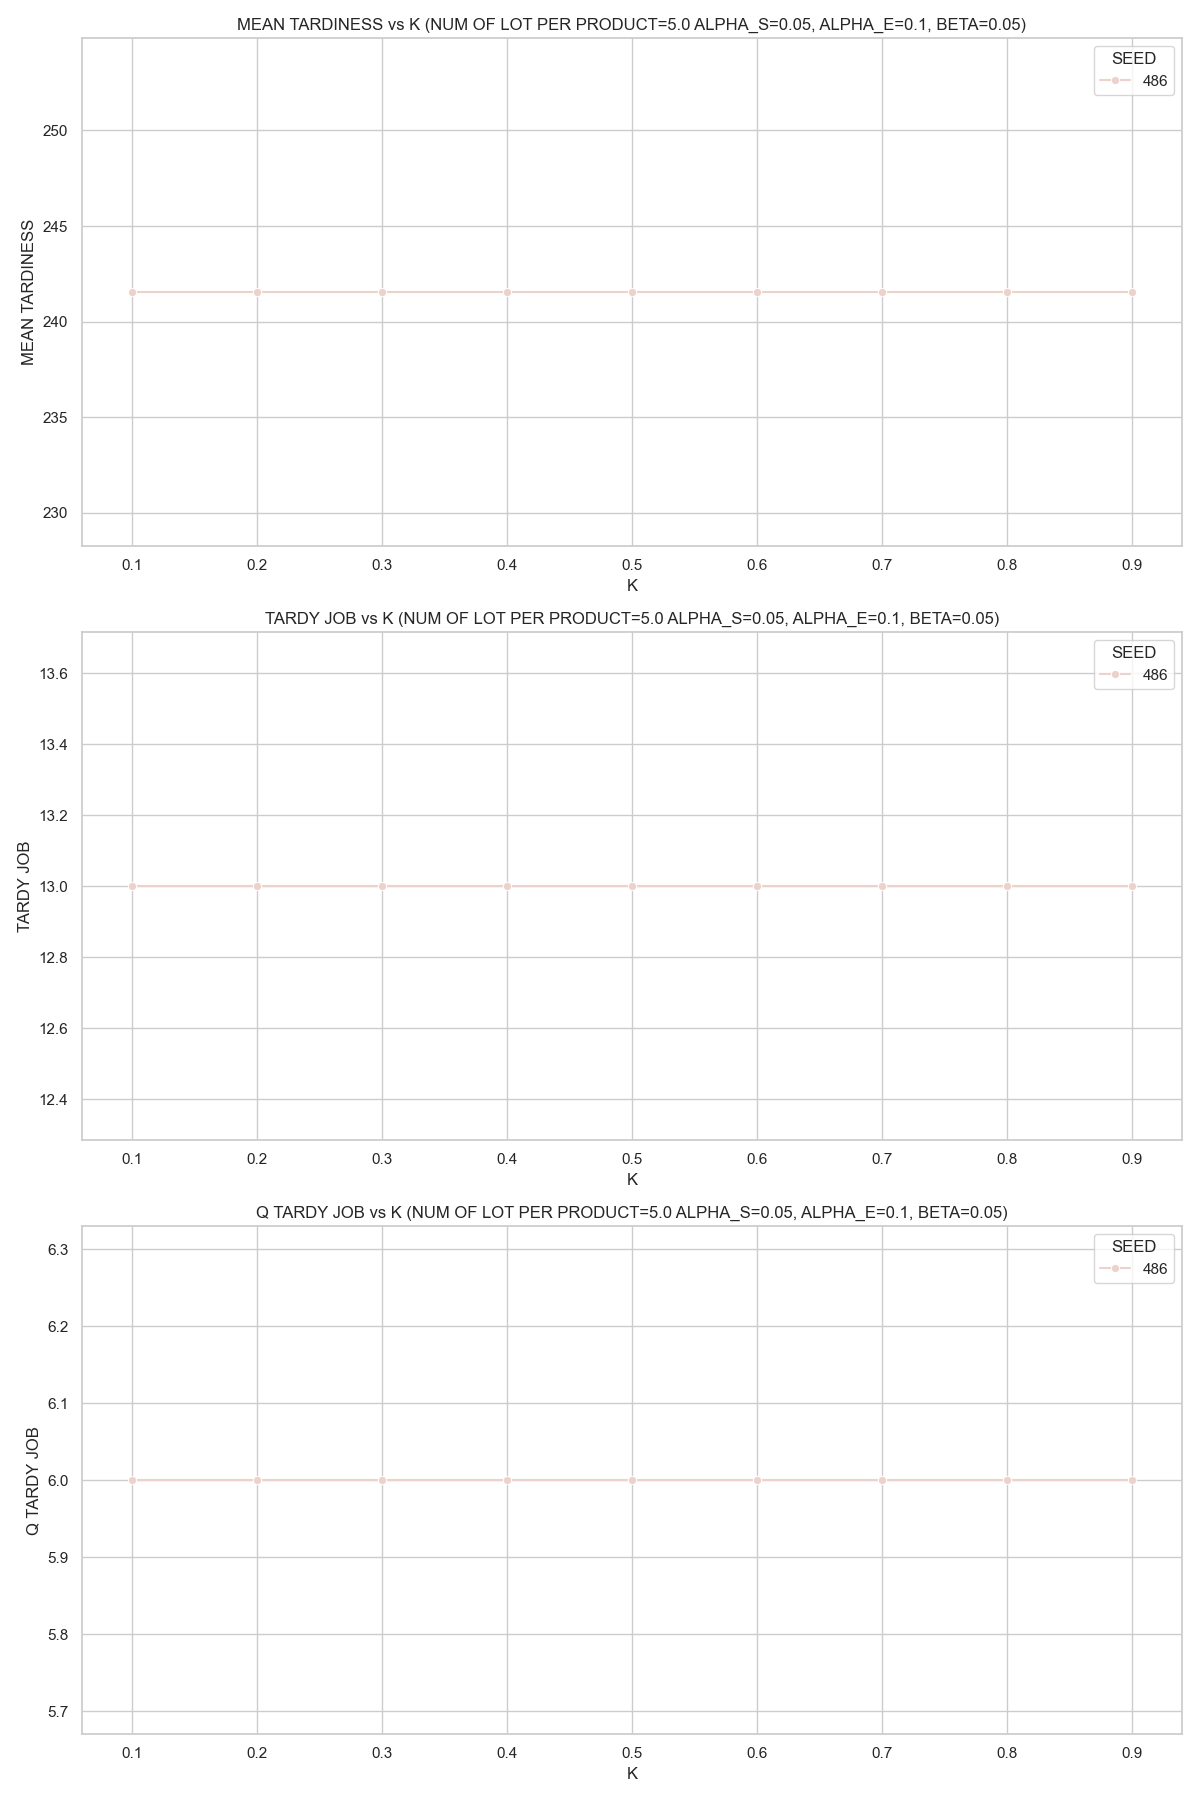 MEAN TARDINESS vs K (NUM OF LOT PER PRODUCT=5.0 ALPHA_S=0.05, ALPHA_E=0.1, BETA=0.05)
SEED
486
250
245
240
235
230
MEAN TARDINESS
0.1 0.2 0.3 0.4 0.5 0.6 0.7 0.8 0.9
K
TARDY JOB vs K (NUM OF LOT PER PRODUCT=5.0 ALPHA_S=0.05, ALPHA_E=0.1, BETA=0.05)
SEED
486
13.6
13.4
13.2
13.0
12.8
12.6
12.4
TARDY JOB
0.1 0.2 0.3 0.4 0.5 0.6 0.7 0.8 0.9
K
Q TARDY JOB vs K (NUM OF LOT PER PRODUCT=5.0 ALPHA_S=0.05, ALPHA_E=0.1, BETA=0.05)
SEED
486
6.3
6.2
6.1
6.0
5.9
5.8
5.7
Q TARDY JOB
0.1 0.2 0.3 0.4 0.5 0.6 0.7 0.8 0.9
K